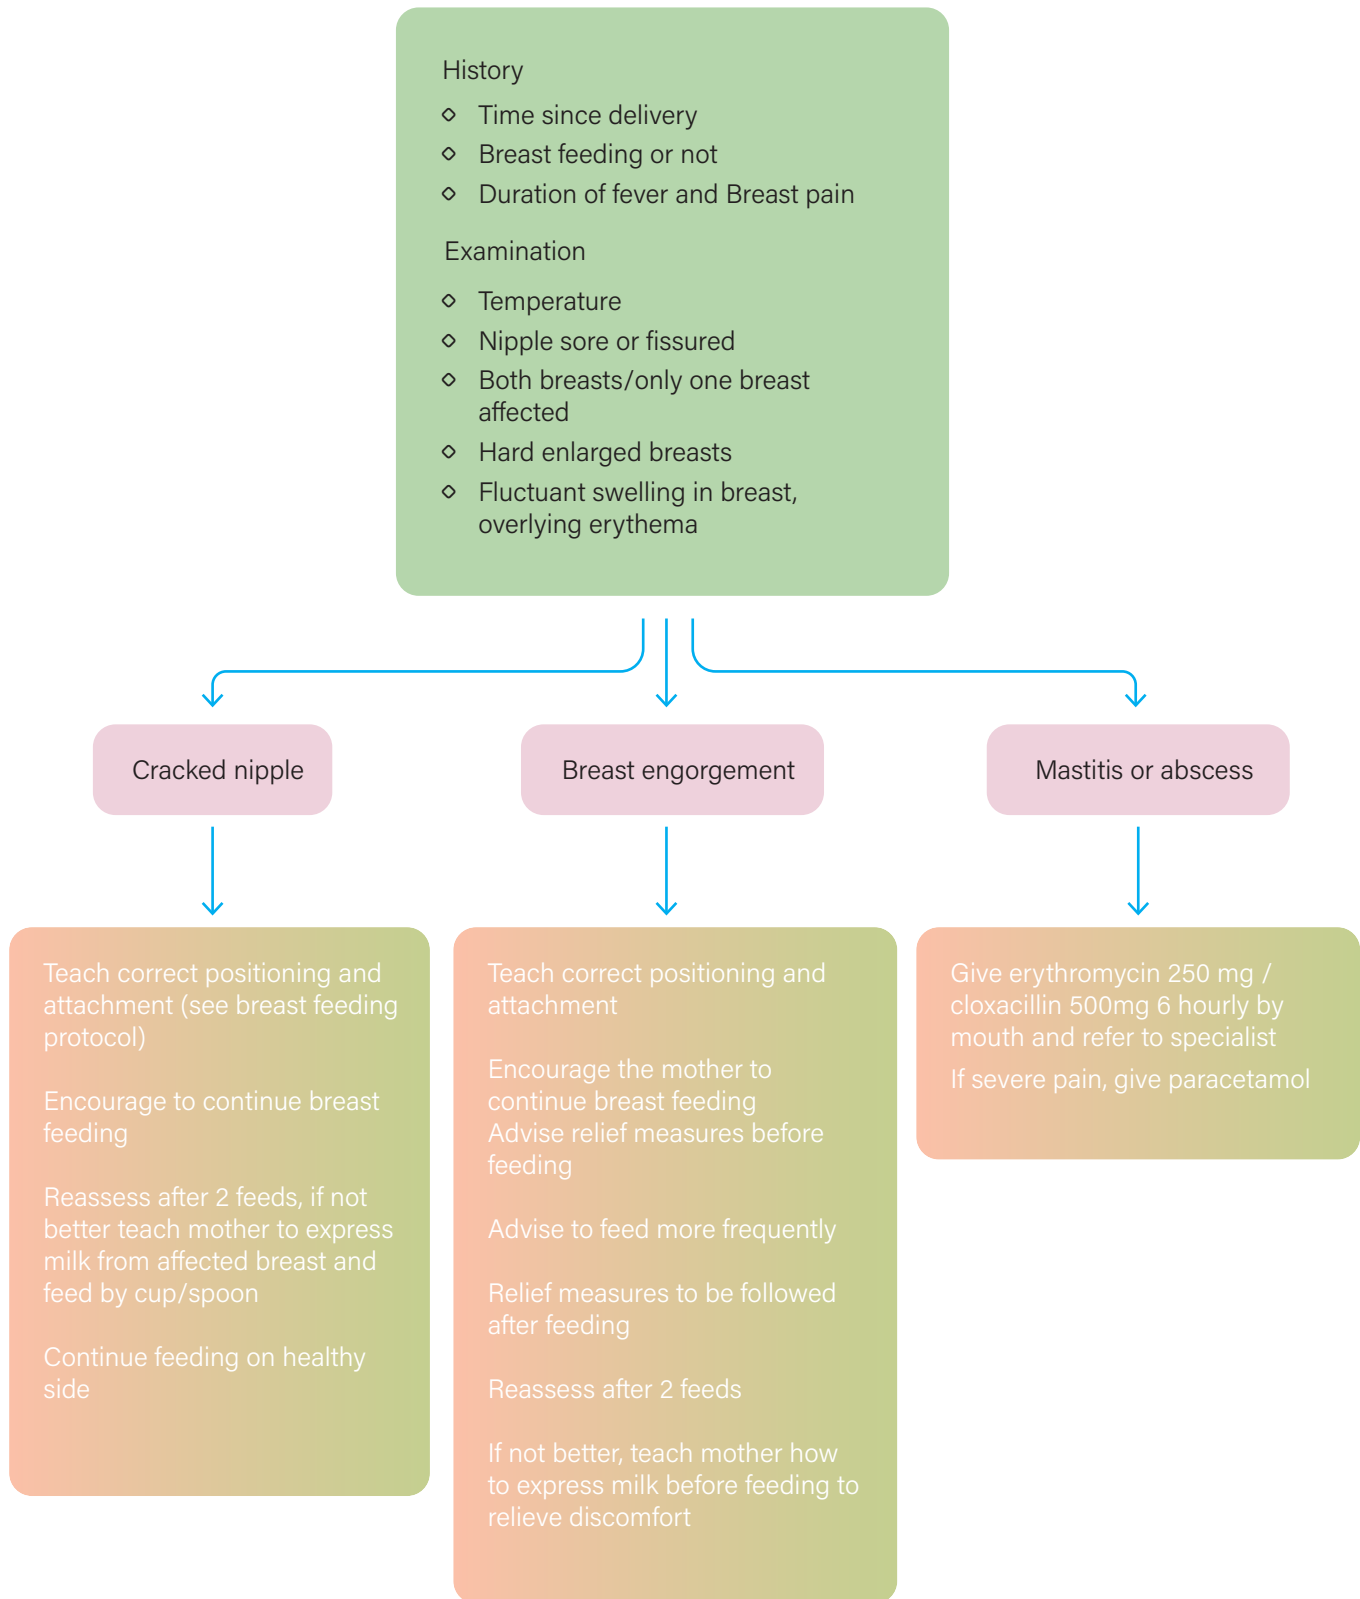 History
Time since delivery
Breast feeding or not
Duration of fever and Breast pain
Examination
Temperature
Nipple sore or fissured
Both breasts/only one breast
affected
Hard enlarged breasts
Fluctuant swelling in breast,
overlying erythema
Cracked nipple
Breast engorgement
Mastitis or abscess
Teach correct positioning and
attachment (see breast feeding
protocol)
Encourage to continue breast
feeding
Reassess after 2 feeds, if not
better teach mother to express
milk from affected breast and
feed by cup/spoon
Continue feeding on healthy
side
Teach correct positioning and
attachment
Encourage the mother to
continue breast feeding
Advise relief measures before
feeding
Advise to feed more frequently
Relief measures to be followed
after feeding
Reassess after 2 feeds
If not better, teach mother how
to express milk before feeding to
relieve discomfort
Give erythromycin 250 mg /
cloxacillin 500mg 6 hourly by
mouth and refer to specialist
If severe pain, give paracetamol